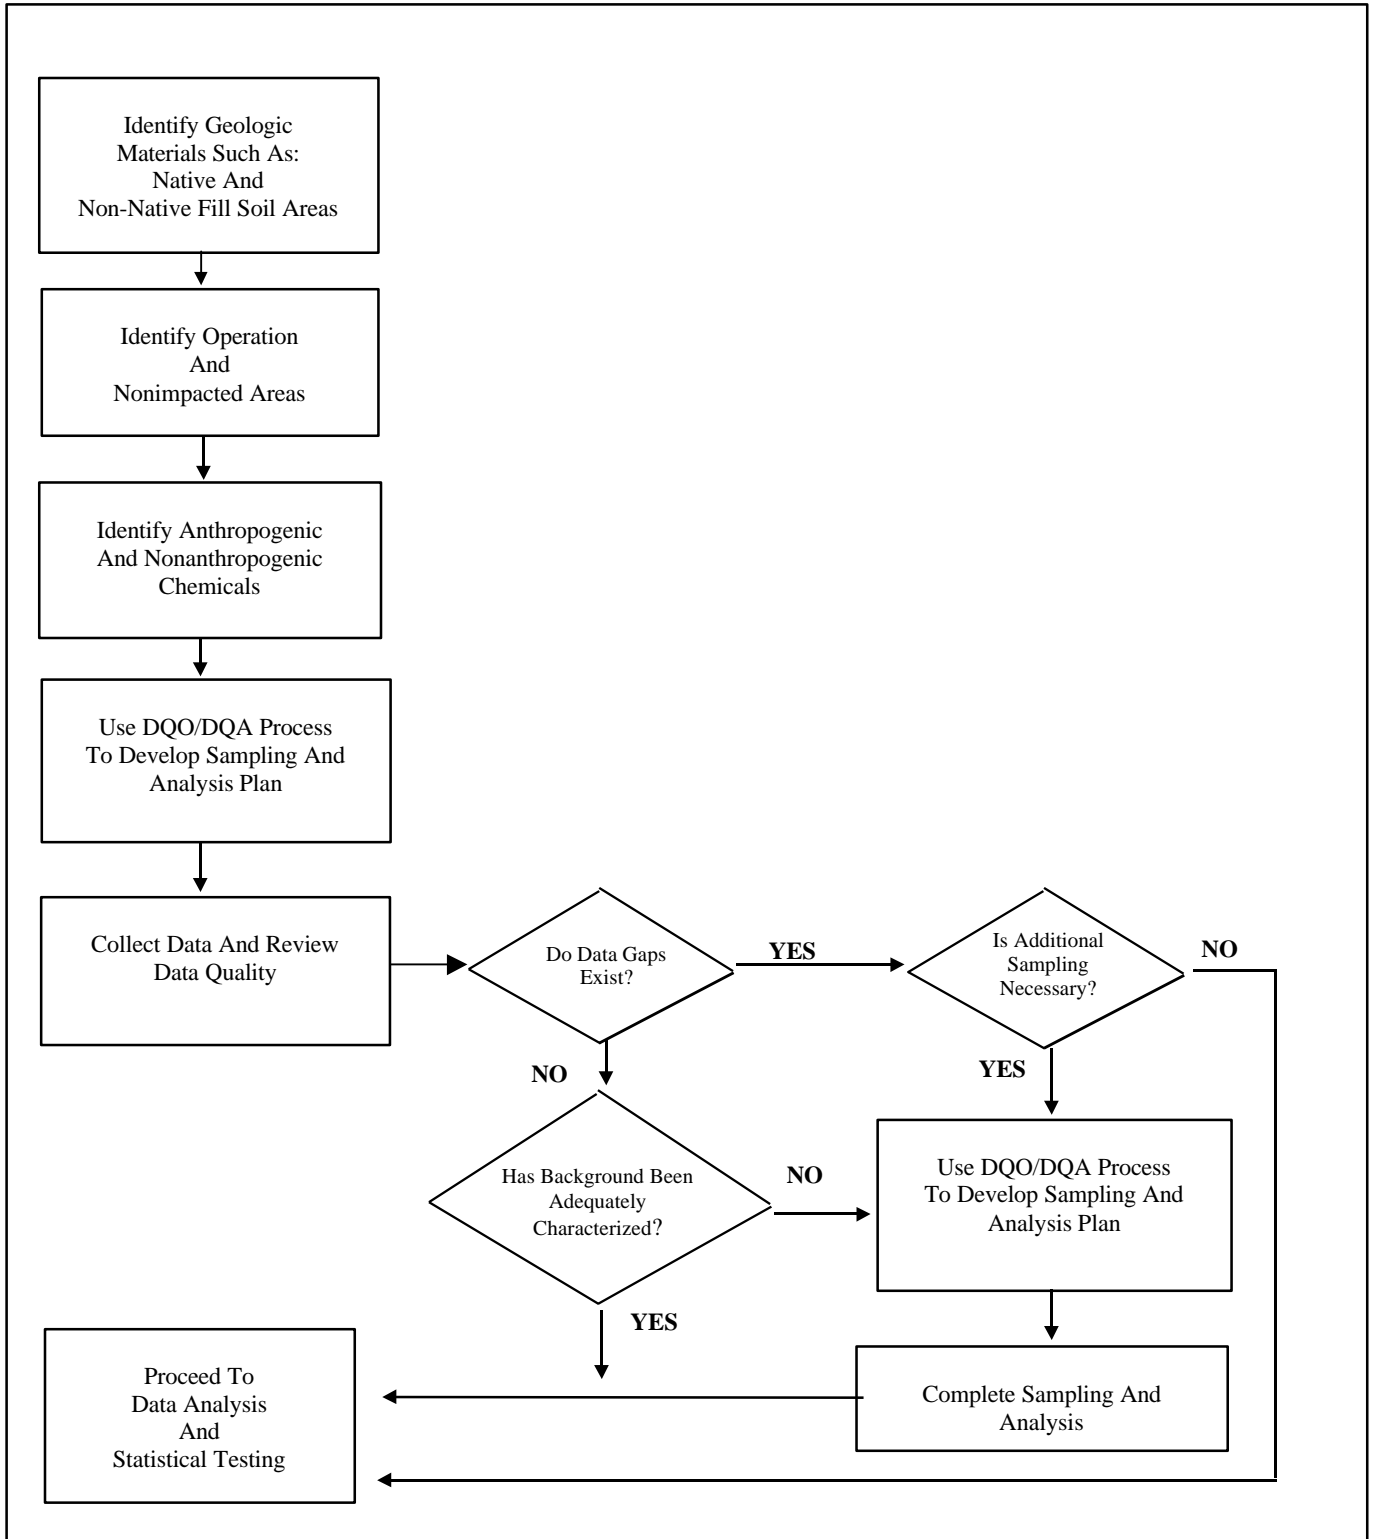 Identify Geologic
Materials Such As:
Native And
Non-Native Fill Soil Areas
Identify Operation
And
Nonimpacted Areas
Identify Anthropogenic
And Nonanthropogenic
Chemicals
Use DQO/DQA Process
To Develop Sampling And
Analysis Plan
Collect Data And Review
Data Quality
Do Data Gaps
Exist?
YES
Is Additional
Sampling
Necessary?
NO
NO
YES
Has Background Been
Adequately
Characterized?
NO
Use DQO/DQA Process
To Develop Sampling And
Analysis Plan
YES
Proceed To
Data Analysis
And
Statistical Testing
Complete Sampling And
Analysis